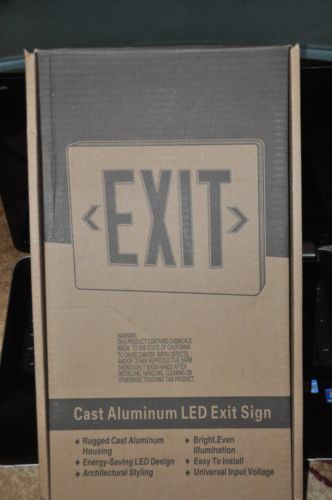 EXIT
WARNING:
THIS PRODUCT CONTAINS CHEMICALS
KNOW TO THE STATE OF CALIFORNIA
TO CAUSE CANCER, BIRTH DEFECTS
AND/OR OTHER REPRODUCTIVE HARM.
THOROUGHLY WASH HANDS AFTER
INSTALLING, HANDLING, CLEANING OR
OTHERWISE TOUCHING THIS PRODUCT.
Cast Aluminum LED Exit Sign
Rugged Cast Aluminum
Housing
Energy-Saving LED Design
Architectural Styling
Bright.Even
Illumination
Easy To Install
Universal Input Voltage